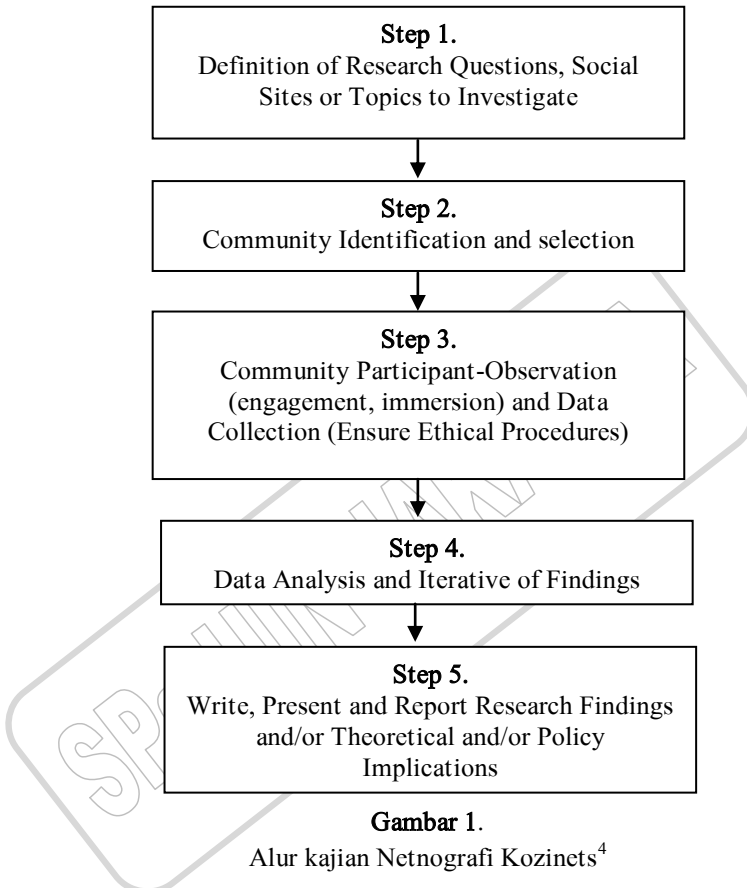 Step 1.
Definition of Research Questions, Social
Sites or Topics to Investigate
Step 2.
Community Identification and selection
Step 3.
Community Participant-Observation
(engagement, immersion) and Data
Collection (Ensure Ethical Procedures)
Step 4.
Data Analysis and Iterative of Findings
Step 5.
Write, Present and Report Research Findings
and/or Theoretical and/or Policy
Implications
Gambar 1.
Alur kajian Netnografi Kozinets⁴